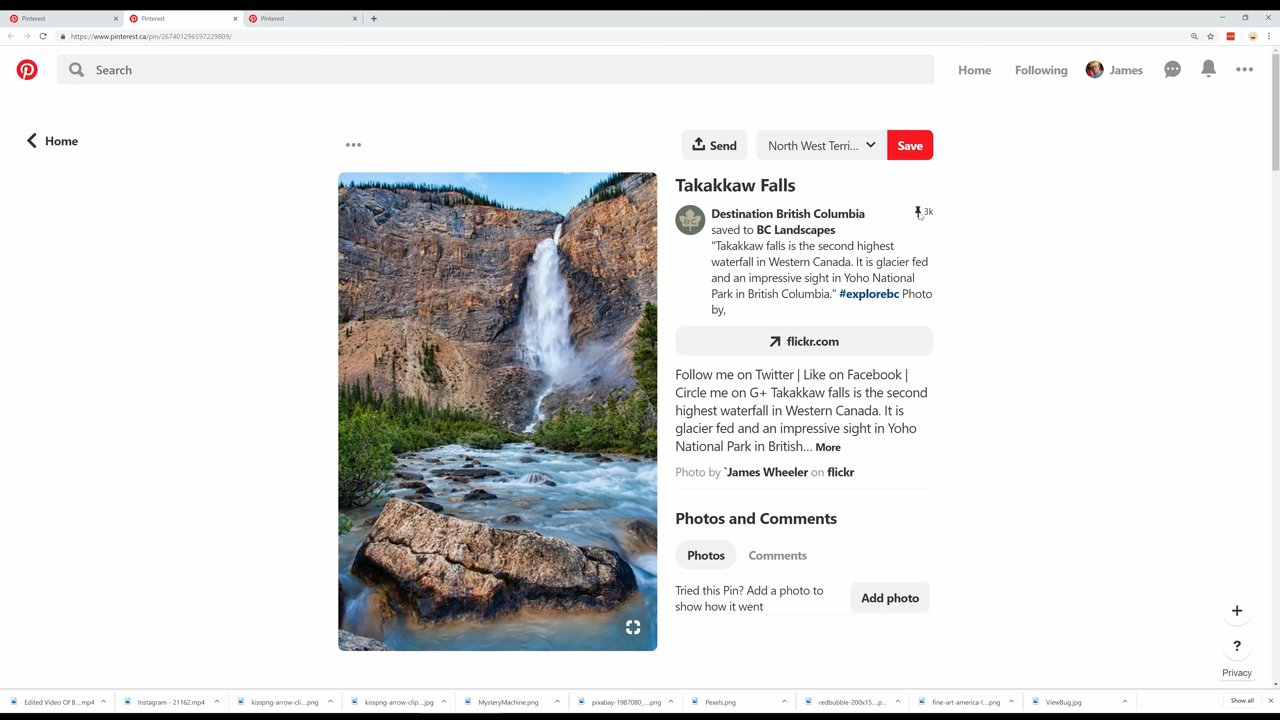 Pinterest
Pinterest
Pinterest
https://www.pinterest.ca/pin/267401296597229809/
Search
Home
Following
James
Home
Send
North West Terri...
Save
Takakkaw Falls
Destination British Columbia
3k
saved to BC Landscapes
"Takakkaw falls is the second highest
waterfall in Western Canada. It is glacier fed
and an impressive sight in Yoho National
Park in British Columbia." #explorebc Photo
by,
flickr.com
Follow me on Twitter | Like on Facebook |
Circle me on G+ Takakkaw falls is the second
highest waterfall in Western Canada. It is
glacier fed and an impressive sight in Yoho
National Park in British... More
Photo by `James Wheeler on flickr
Photos and Comments
Photos
Comments
Tried this Pin? Add a photo to
show how it went
Add photo
+
?
Privacy
Edited Video Of B....mp4
Instagram - 21162.mp4
kisspng-arrow-cli....png
kisspng-arrow-clip....jpg
MysteryMachine.png
pixabay-1987080_...png
Pexels.png
redbubble-200x15...p...
fine-art-america-l....png
ViewBug.jpg
Show all